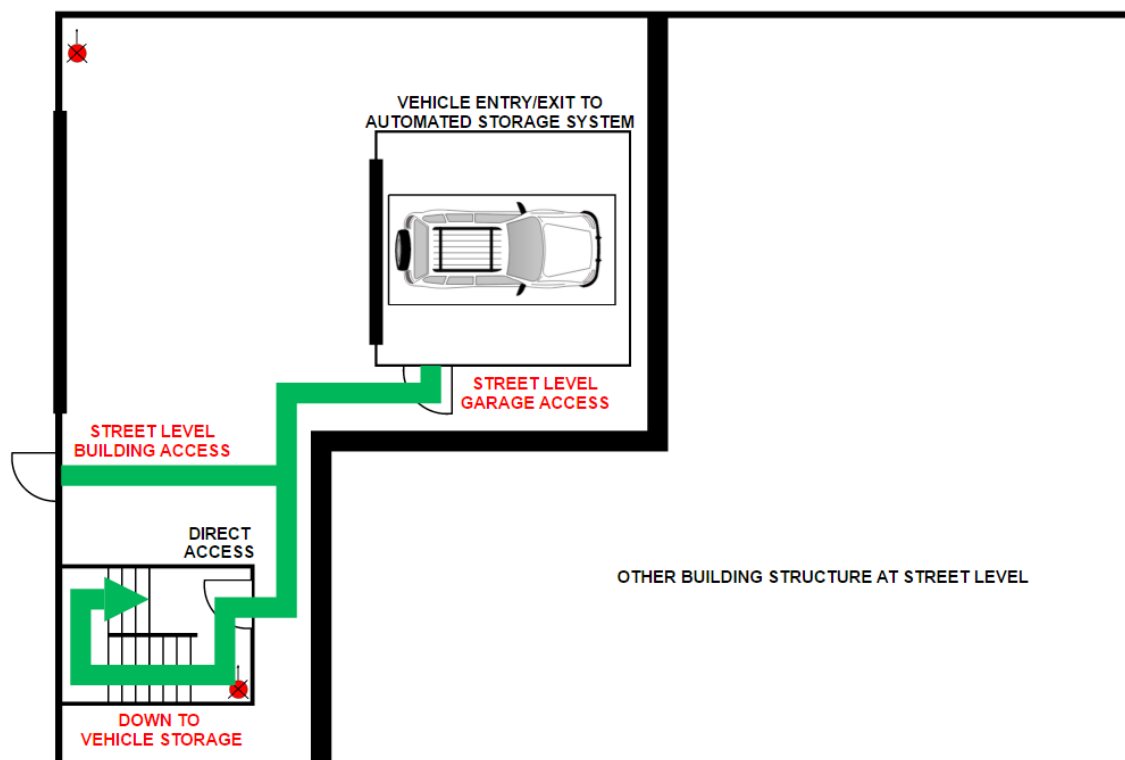 VEHICLE ENTRY/EXIT TO
AUTOMATED STORAGE SYSTEM
STREET LEVEL
GARAGE ACCESS
STREET LEVEL
BUILDING ACCESS
DIRECT
ACCESS
OTHER BUILDING STRUCTURE AT STREET LEVEL
DOWN TO
VEHICLE STORAGE